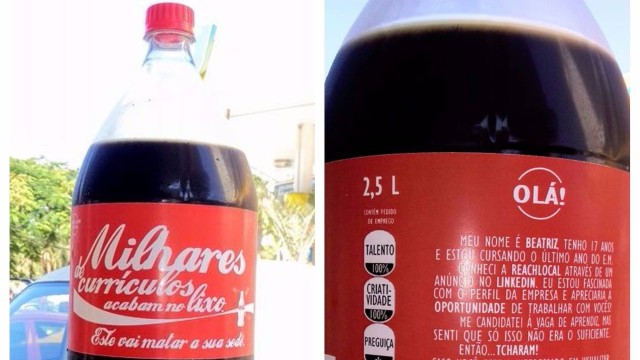 Milhares
de
currículos
acabam no lixo.
Este vai matar a sua sede.
2,5 L
CONTÉM PEDIDO
DE EMPREGO
TALENTO
100%
CRIATI-
VIDADE
100%
PREGUIÇA
OLÁ!
MEU NOME É BEATRIZ, TENHO 17 ANOS
E ESTOU CURSANDO O ÚLTIMO ANO DO E.M.
CONHECI A REACHLOCAL ATRAVÉS DE UM
ANÚNCIO NO LINKEDIN. EU ESTOU FASCINADA
COM O PERFIL DA EMPRESA E APRECIARIA A
OPORTUNIDADE DE TRABALHAR COM VOCÊS!
ME CANDIDATEI À VAGA DE APRENDIZ, MAS
SENTI QUE SÓ ISSO NÃO ERA O SUFICIENTE.
ENTÃO...TCHARAM!